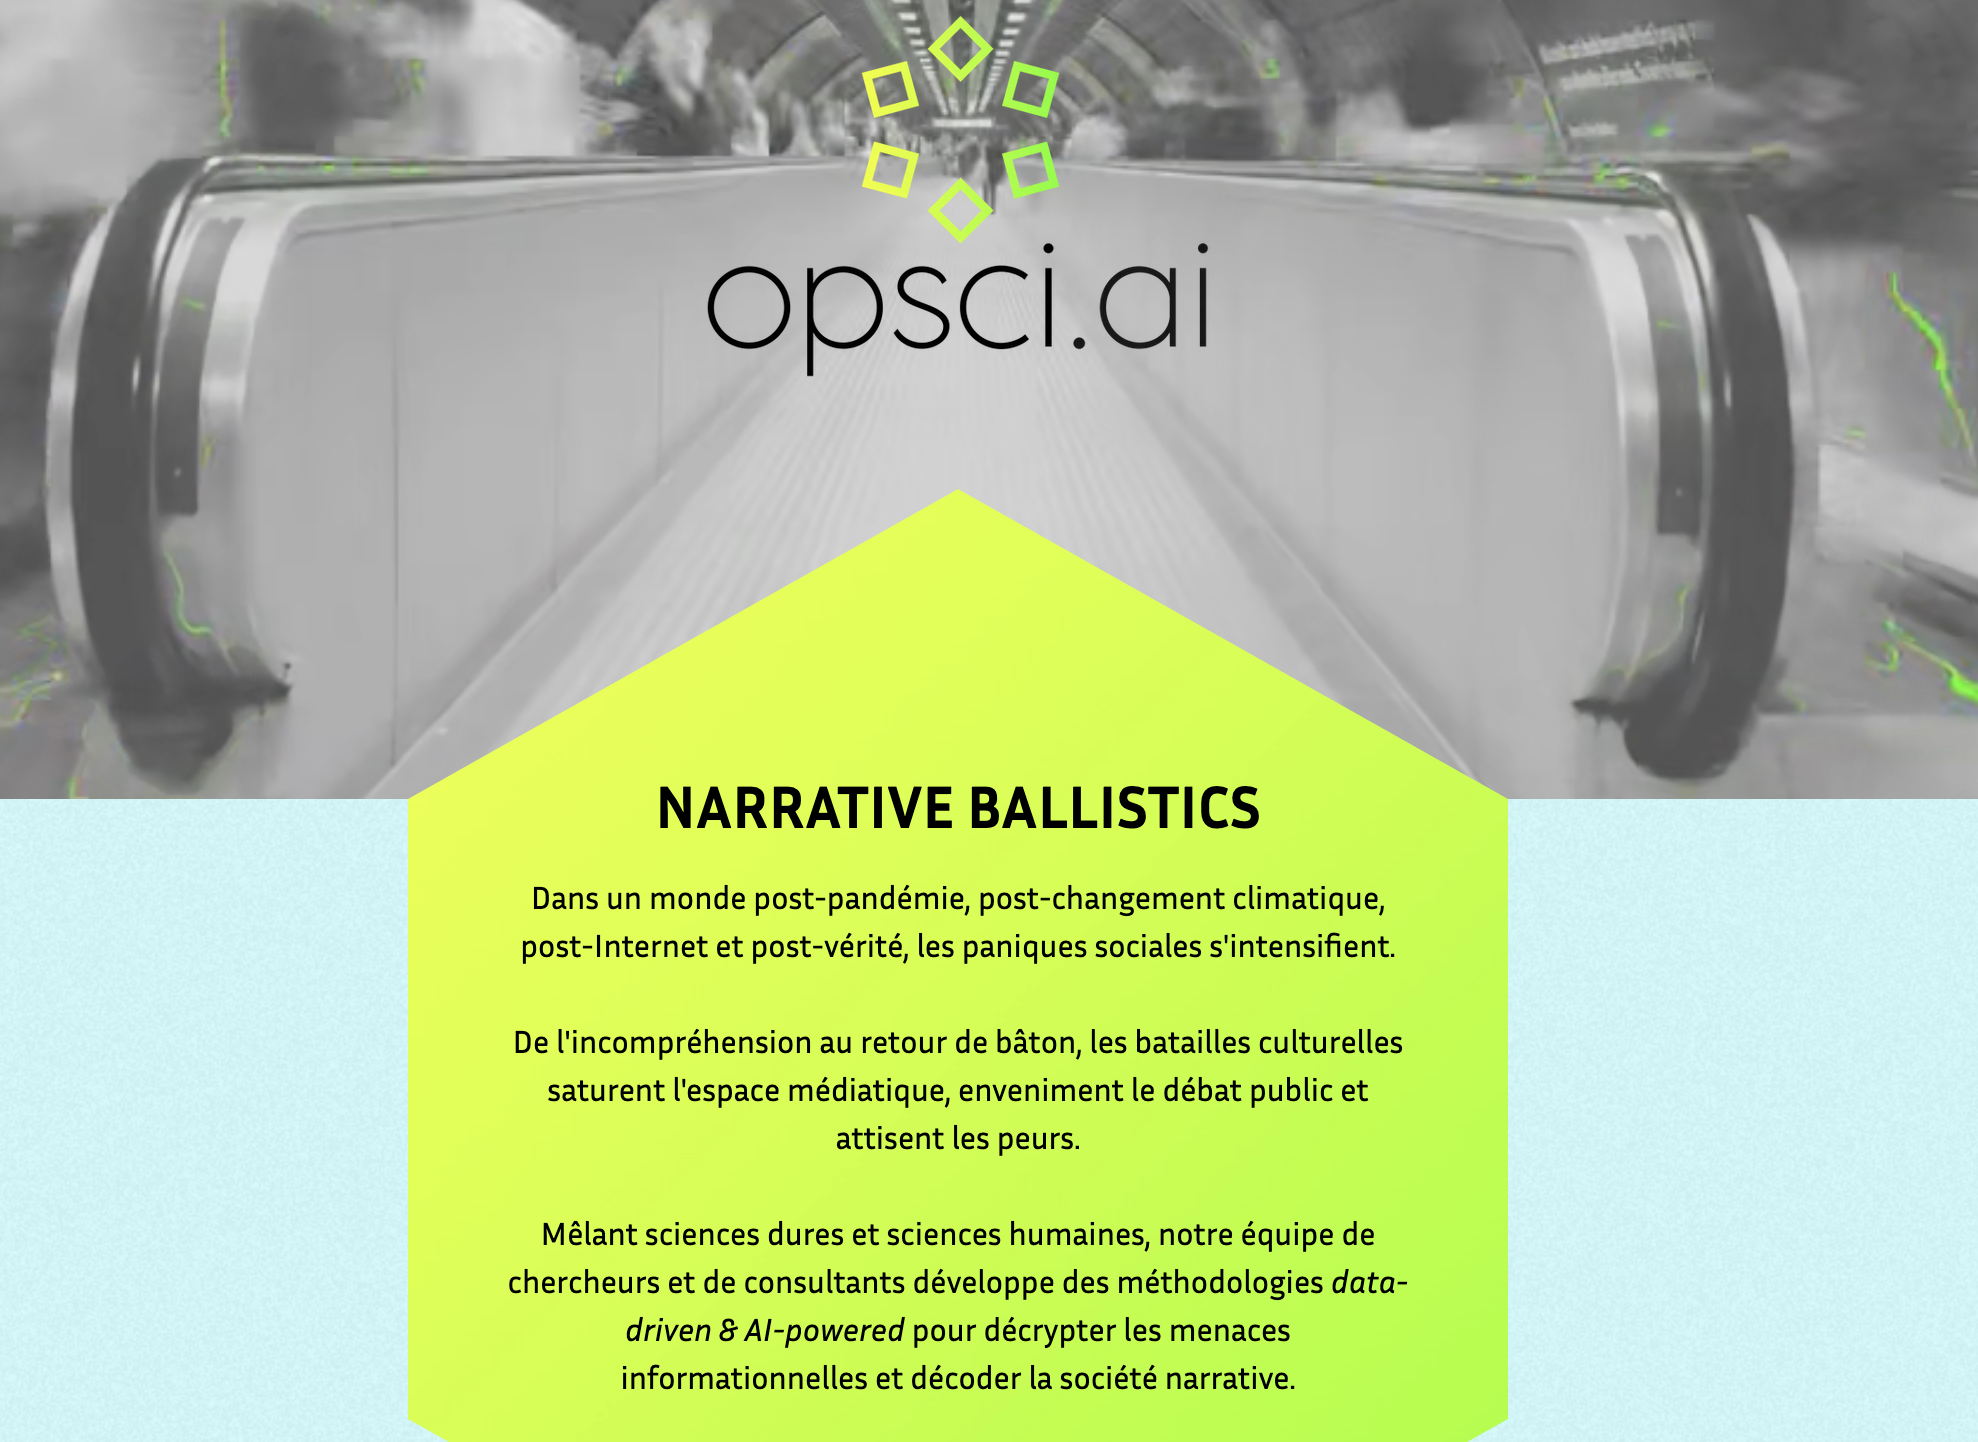 opsci.ai
NARRATIVE BALLISTICS
Dans un monde post-pandémie, post-changement climatique,
post-Internet et post-vérité, les paniques sociales s'intensifient.
De l'incompréhension au retour de bâton, les batailles culturelles
saturent l'espace médiatique, enveniment le débat public et
attisent les peurs.
Mêlant sciences dures et sciences humaines, notre équipe de
chercheurs et de consultants développe des méthodologies data-
driven & AI-powered pour décrypter les menaces
informationnelles et décoder la société narrative.